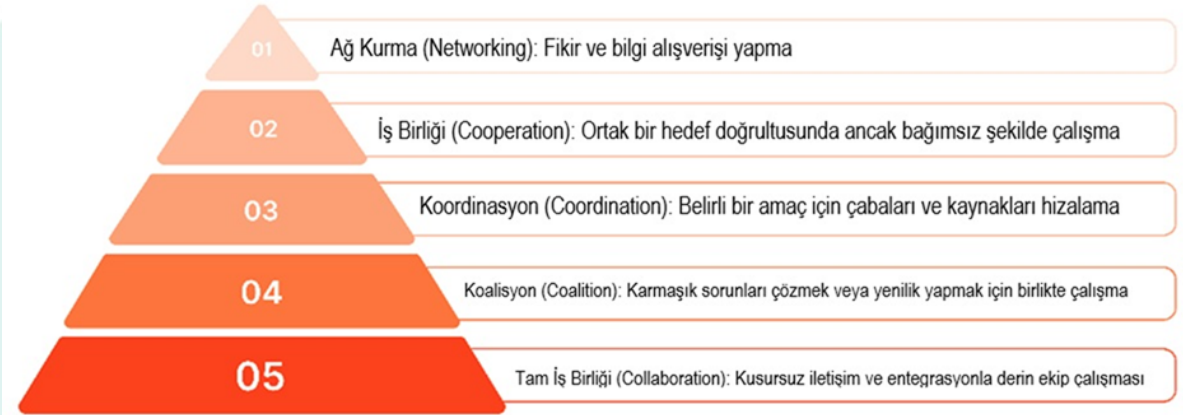 01
Ağ Kurma (Networking): Fikir ve bilgi alışverişi yapma
02
İş Birliği (Cooperation): Ortak bir hedef doğrultusunda ancak bağımsız şekilde çalışma
03
Koordinasyon (Coordination): Belirli bir amaç için çabaları ve kaynakları hizalama
04
Koalisyon (Coalition): Karmaşık sorunları çözmek veya yenilik yapmak için birlikte çalışma
05
Tam İş Birliği (Collaboration): Kusursuz iletişim ve entegrasyonla derin ekip çalışması